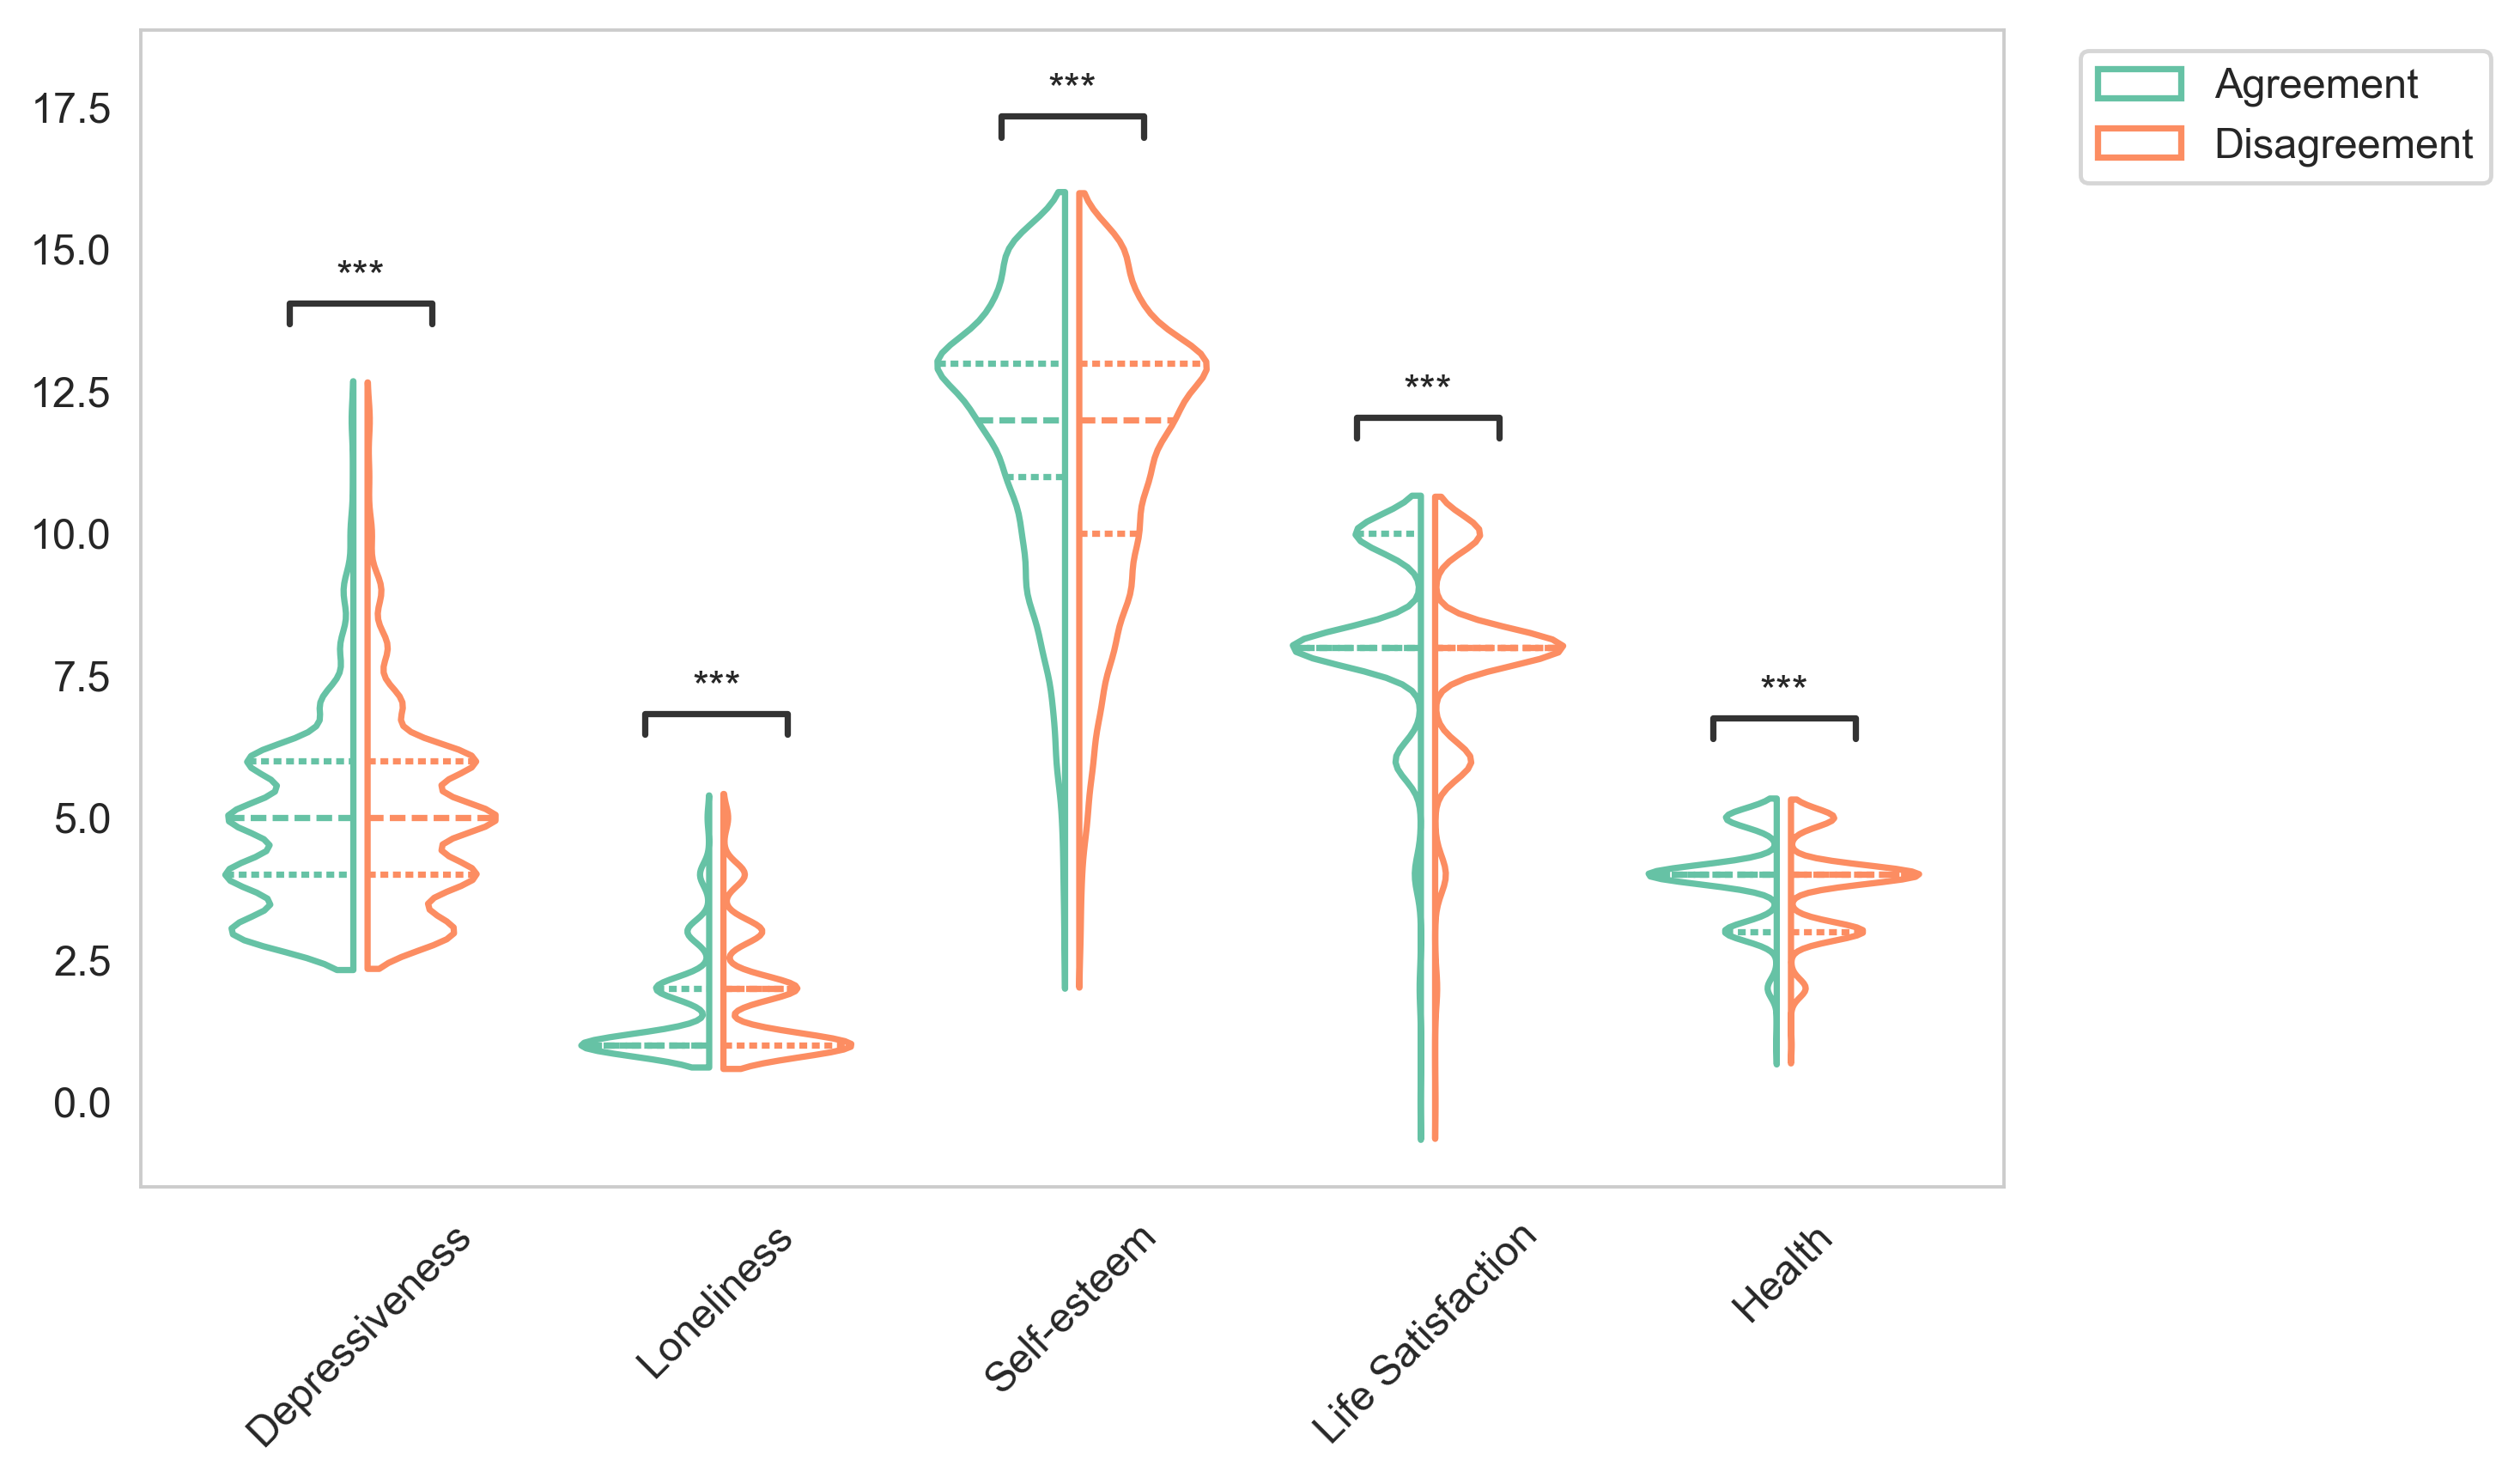 17.5
15.0
12.5
10.0
7.5
5.0
2.5
0.0
***
***
***
***
***
Depressiveness
Loneliness
Self-esteem
Life Satisfaction
Health
Agreement
Disagreement